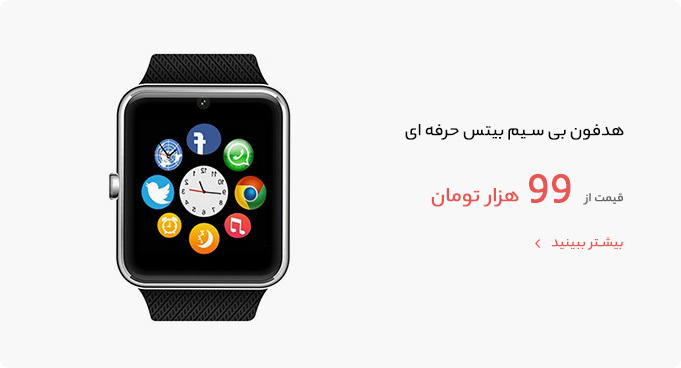 هدفون بی سیم بیتس حرفه ای
قیمت از 99 هزار تومان
بیشتر ببینید